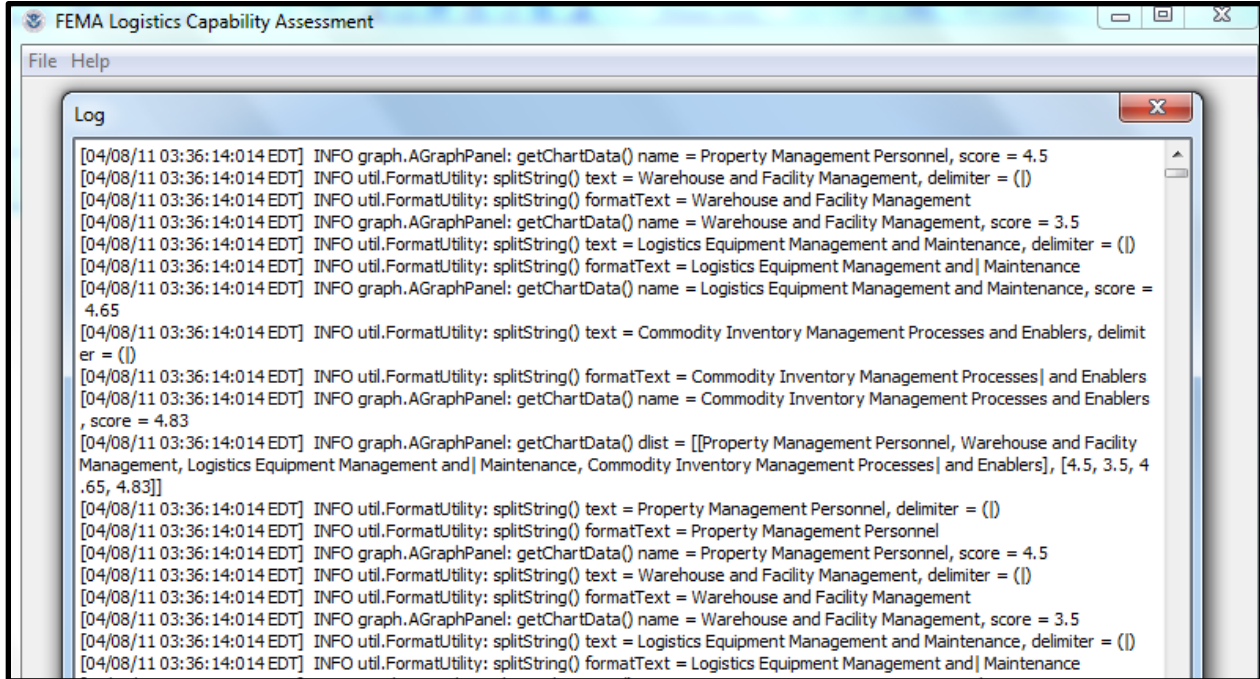 FEMA Logistics Capability Assessment
File Help
Log
[04/08/11 03:36:14:014 EDT] INFO graph.AGraphPanel: getChartData() name = Property Management Personnel, score = 4.5
[04/08/11 03:36:14:014 EDT] INFO util.FormatUtility: splitString() text = Warehouse and Facility Management, delimiter = (|)
[04/08/11 03:36:14:014 EDT] INFO util.FormatUtility: splitString() formatText = Warehouse and Facility Management
[04/08/11 03:36:14:014 EDT] INFO graph.AGraphPanel: getChartData() name = Warehouse and Facility Management, score = 3.5
[04/08/11 03:36:14:014 EDT] INFO util.FormatUtility: splitString() text = Logistics Equipment Management and Maintenance, delimiter = (|)
[04/08/11 03:36:14:014 EDT] INFO util.FormatUtility: splitString() formatText = Logistics Equipment Management and| Maintenance
[04/08/11 03:36:14:014 EDT] INFO graph.AGraphPanel: getChartData() name = Logistics Equipment Management and Maintenance, score =
4.65
[04/08/11 03:36:14:014 EDT] INFO util.FormatUtility: splitString() text = Commodity Inventory Management Processes and Enablers, delimit
er = (|)
[04/08/11 03:36:14:014 EDT] INFO util.FormatUtility: splitString() formatText = Commodity Inventory Management Processes| and Enablers
[04/08/11 03:36:14:014 EDT] INFO graph.AGraphPanel: getChartData() name = Commodity Inventory Management Processes and Enablers
, score = 4.83
[04/08/11 03:36:14:014 EDT] INFO graph.AGraphPanel: getChartData() dlist = [[Property Management Personnel, Warehouse and Facility
Management, Logistics Equipment Management and| Maintenance, Commodity Inventory Management Processes| and Enablers], [4.5, 3.5, 4
.65, 4.83]]
[04/08/11 03:36:14:014 EDT] INFO util.FormatUtility: splitString() text = Property Management Personnel, delimiter = (|)
[04/08/11 03:36:14:014 EDT] INFO util.FormatUtility: splitString() formatText = Property Management Personnel
[04/08/11 03:36:14:014 EDT] INFO graph.AGraphPanel: getChartData() name = Property Management Personnel, score = 4.5
[04/08/11 03:36:14:014 EDT] INFO util.FormatUtility: splitString() text = Warehouse and Facility Management, delimiter = (|)
[04/08/11 03:36:14:014 EDT] INFO util.FormatUtility: splitString() formatText = Warehouse and Facility Management
[04/08/11 03:36:14:014 EDT] INFO graph.AGraphPanel: getChartData() name = Warehouse and Facility Management, score = 3.5
[04/08/11 03:36:14:014 EDT] INFO util.FormatUtility: splitString() text = Logistics Equipment Management and Maintenance, delimiter = (|)
[04/08/11 03:36:14:014 EDT] INFO util.FormatUtility: splitString() formatText = Logistics Equipment Management and| Maintenance